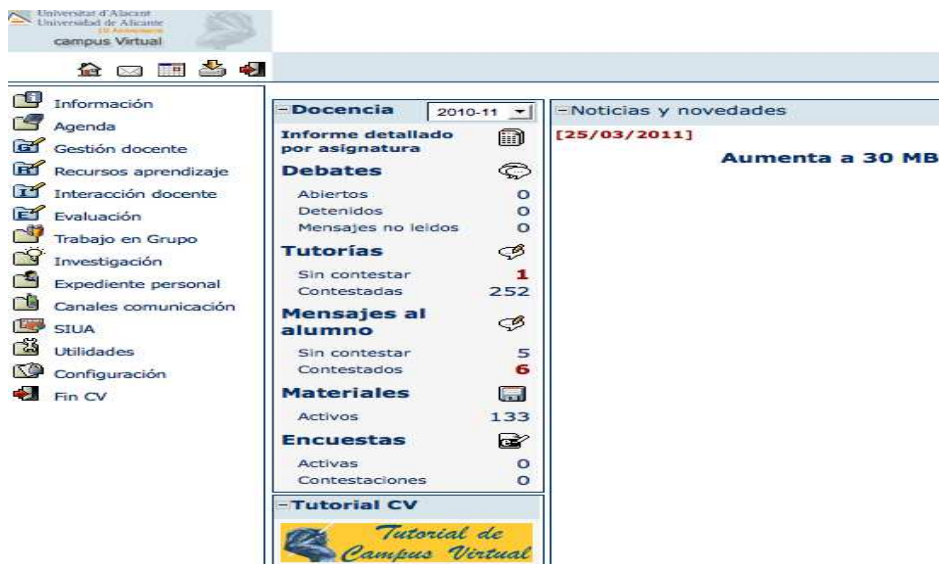 Universitat d'Alacant
Universidad de Alicante
campus Virtual
Información
Agenda
Gestión docente
Recursos aprendizaje
Interacción docente
Evaluación
Trabajo en Grupo
Investigación
Expediente personal
Canales comunicación
SIUA
Utilidades
Configuración
Fin CV
Docencia 2010-11
Informe detallado
por asignatura
Debates
Abiertos 0
Detenidos 0
Mensajes no leidos 0
Tutorías
Sin contestar 1
Contestadas 252
Mensajes al
alumno
Sin contestar 5
Contestados 6
Materiales
Activos 133
Encuestas
Activas 0
Contestaciones 0
Tutorial CV
Tutorial de
Campus Virtual
Noticias y novedades
[25/03/2011]
Aumenta a 30 MB